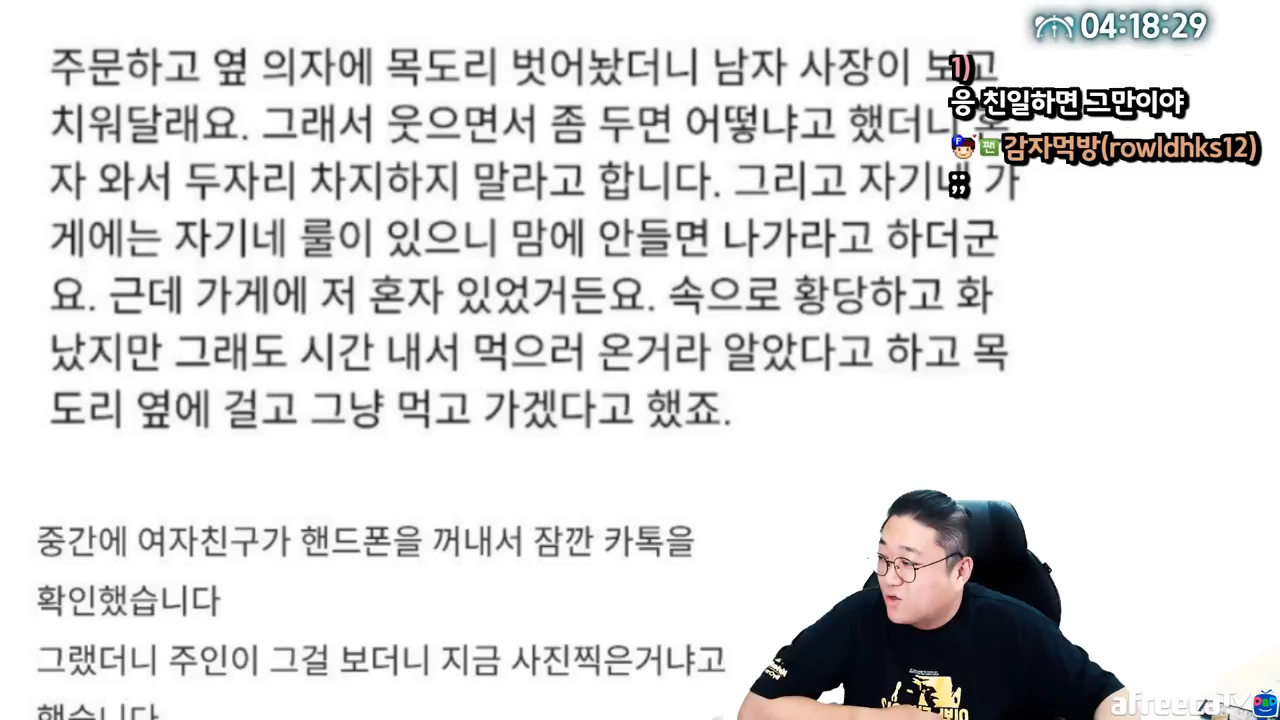 04:18:29
주문하고 옆 의자에 목도리 벗어놨더니 남자 사장이 보고
치워달래요. 그래서 웃으면서 좀 두면 어떻냐고 했더니
자 와서 두자리 차지하지 말라고 합니다. 그리고 자기네 가
게에는 자기네 룰이 있으니 맘에 안들면 나가라고 하더군
요. 근데 가게에 저 혼자 있었거든요. 속으로 황당하고 화
났지만 그래도 시간 내서 먹으러 온거라 알았다고 하고 목
도리 옆에 걸고 그냥 먹고 가겠다고 했죠.
1)
응 친일하면 그만이야
팬 감자먹방(rowldhks12)
;;
중간에 여자친구가 핸드폰을 꺼내서 잠깐 카톡을
확인했습니다
그랬더니 주인이 그걸 보더니 지금 사진찍은거냐고
했습니다
afreecaTV